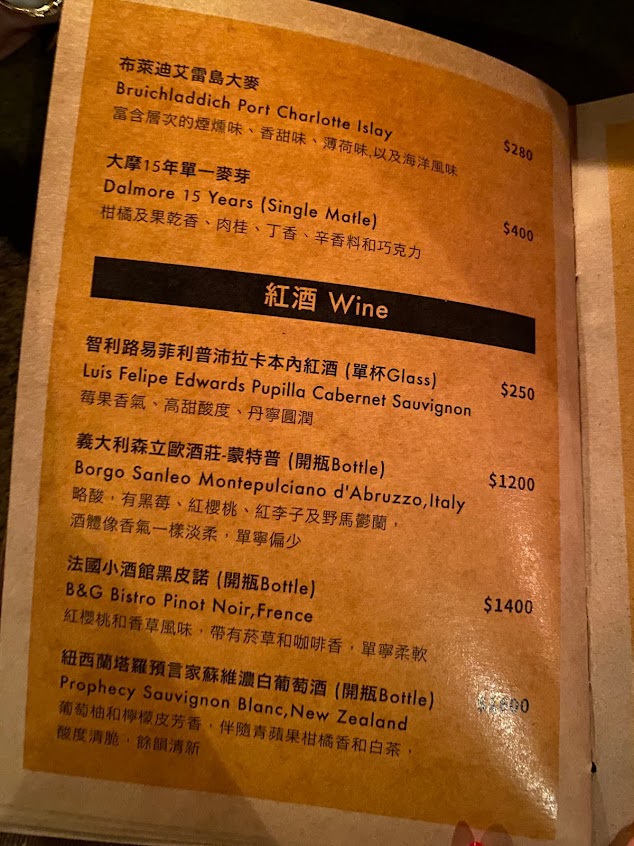 布萊迪艾雷島大麥
Bruichladdich Port Charlotte Islay
富含層次的煙燻味、香甜味、薄荷味,以及海洋風味
$280
大摩15年單一麥芽
Dalmore 15 Years (Single Matle)
柑橘及果乾香、肉桂、丁香、辛香料和巧克力
$400
紅酒 Wine
智利路易菲利普沛拉卡本內紅酒 (單杯Glass)
Luis Felipe Edwards Pupilla Cabernet Sauvignon
莓果香氣、高甜酸度、丹寧圓潤
$250
義大利森立歐酒莊-蒙特普 (開瓶Bottle)
Borgo Sanleo Montepulciano d'Abruzzo,Italy
略酸，有黑莓、紅櫻桃、紅李子及野馬鬱蘭，
酒體像香氣一樣淡柔，單寧偏少
$1200
法國小酒館黑皮諾 (開瓶Bottle)
B&G Bistro Pinot Noir,Frence
紅櫻桃和香草風味，帶有菸草和咖啡香，單寧柔軟
$1400
紐西蘭塔羅預言家蘇維濃白葡萄酒 (開瓶Bottle)
Prophecy Sauvignon Blanc,New Zealand
葡萄柚和檸檬皮芳香，伴隨青蘋果柑橘香和白茶，
酸度清脆，餘韻清新